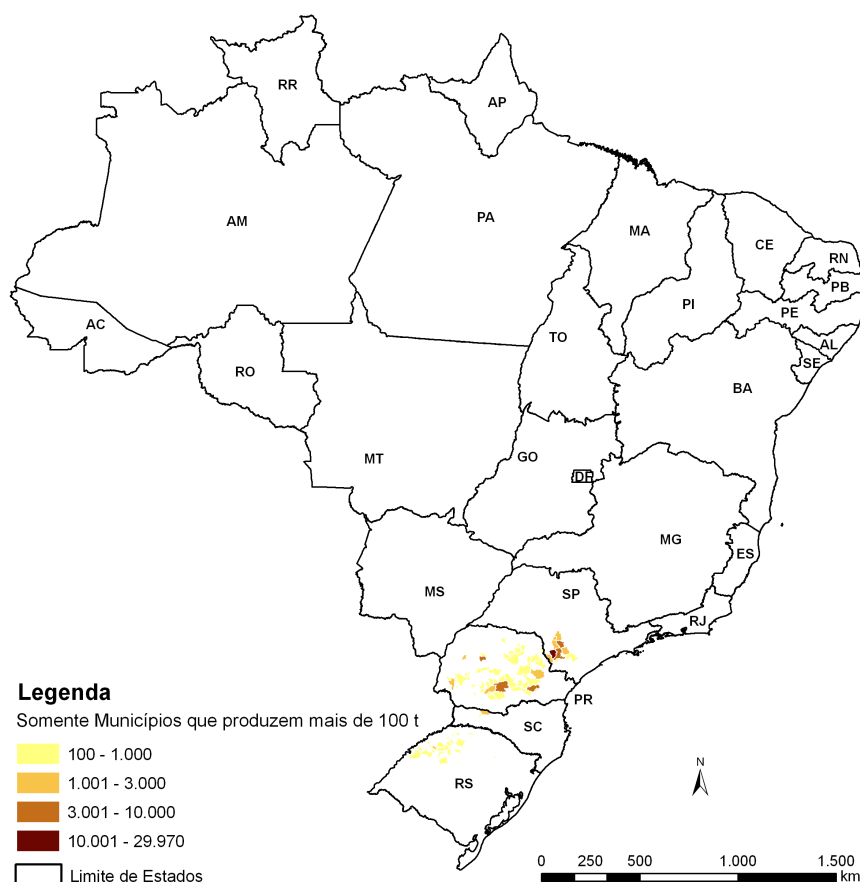 RR
AP
AM
PA
MA
CE
RN
PB
PE
PI
AC
TO
AL
SE
RO
BA
MT
GO
DF
MG
ES
MS
SP
RJ
PR
SC
RS
Legenda
Somente Municípios que produzem mais de 100 t
100 - 1.000
1.001 - 3.000
3.001 - 10.000
10.001 - 29.970
Limite de Estados
N
0 250 500 1.000 1.500
km